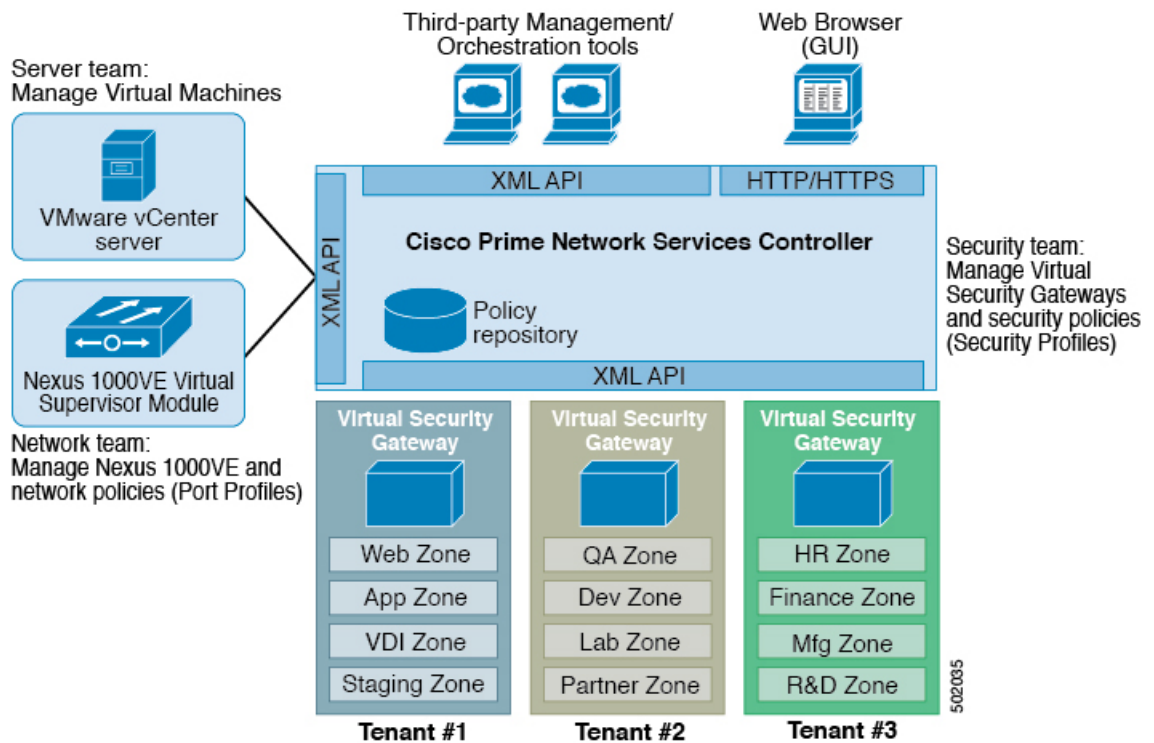 Third-party Management/
Orchestration tools
Web Browser
(GUI)
Server team:
Manage Virtual Machines
VMware vCenter
server
Nexus 1000VE Virtual
Supervisor Module
Network team:
Manage Nexus 1000VE and
network policies (Port Profiles)
XML API
HTTP/HTTPS
XML API
Cisco Prime Network Services Controller
Policy
repository
XML API
Security team:
Manage Virtual
Security Gateways
and security policies
(Security Profiles)
Virtual Security
Gateway
Web Zone
App Zone
VDI Zone
Staging Zone
Tenant #1
Virtual Security
Gateway
QA Zone
Dev Zone
Lab Zone
Partner Zone
Tenant #2
Virtual Security
Gateway
HR Zone
Finance Zone
Mfg Zone
R&D Zone
Tenant #3
502035